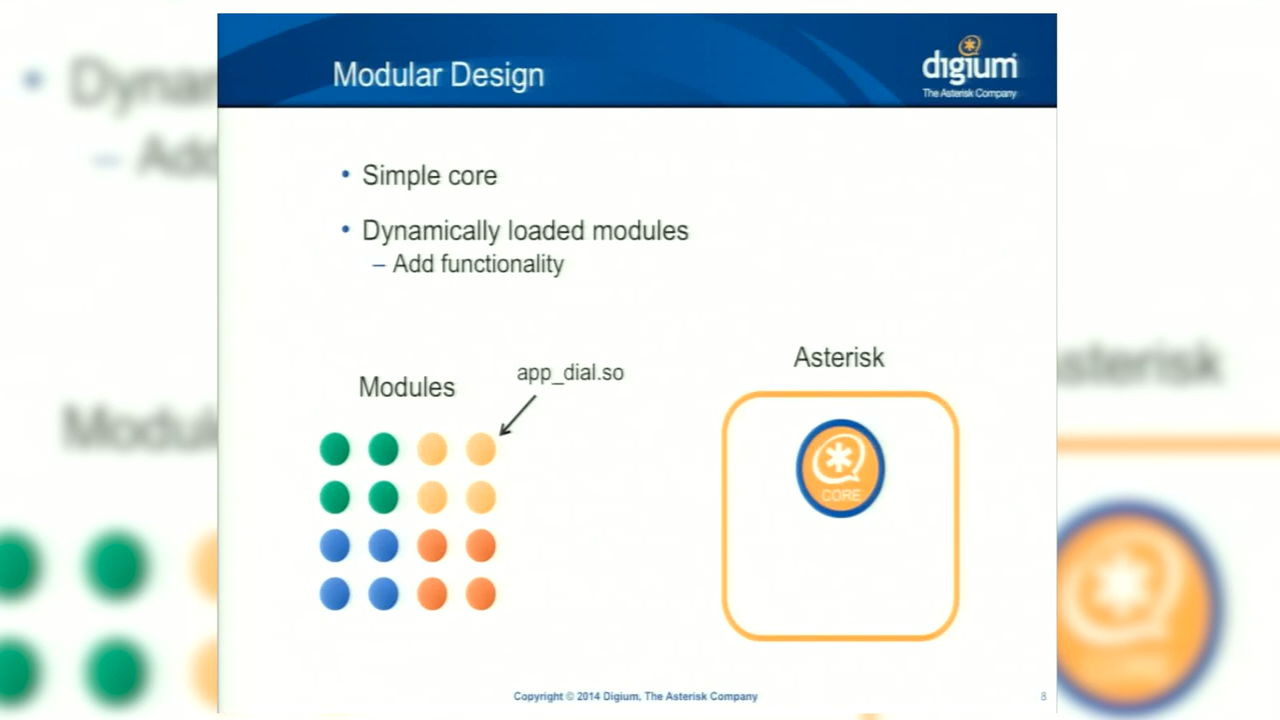 Modular Design
digium
The Asterisk Company
• Simple core
• Dynamically loaded modules
– Add functionality
Asterisk
app_dial.so
Modules
CORE
Copyright © 2014 Digium, The Asterisk Company
8